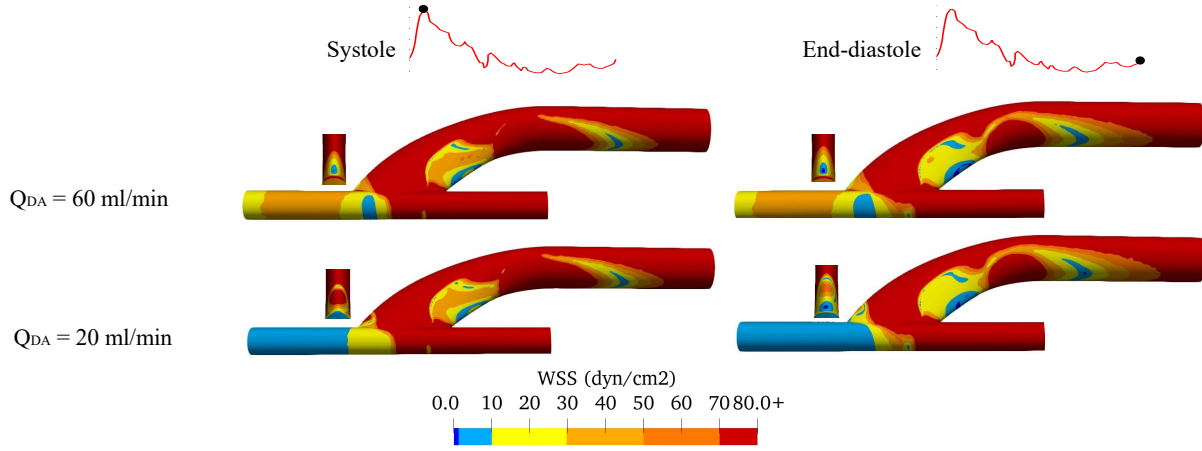 Systole
End-diastole
QDA = 60 ml/min
QDA = 20 ml/min
WSS (dyn/cm2)
0.0 10 20 30 40 50 60 70 80.0+